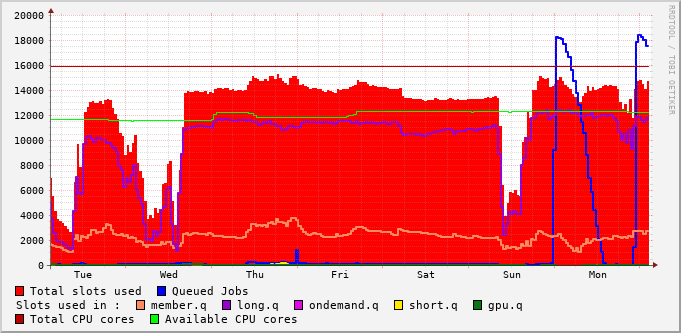 20000
18000
16000
14000
12000
10000
8000
6000
4000
2000
0
Tue Wed Thu Fri Sat Sun Mon
RRDTOOL / TOBI OETIKER
Total slots used Queued Jobs
Slots used in : member.q long.q ondemand.q short.q gpu.q
Total CPU cores Available CPU cores